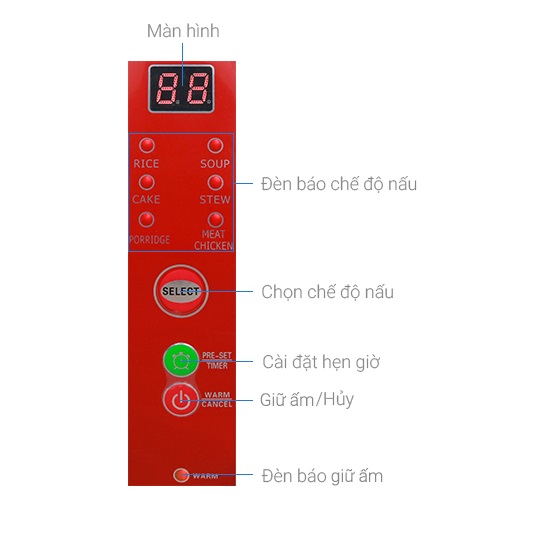 Màn hình
88
RICE
SOUP
CAKE
STEW
PORRIDGE
MEAT
CHICKEN
Đèn báo chế độ nấu
SELECT
Chọn chế độ nấu
PRE-SET
TIMER
Cài đặt hẹn giờ
WARM
CANCEL
Giữ ấm/Hủy
WARM
Đèn báo giữ ấm